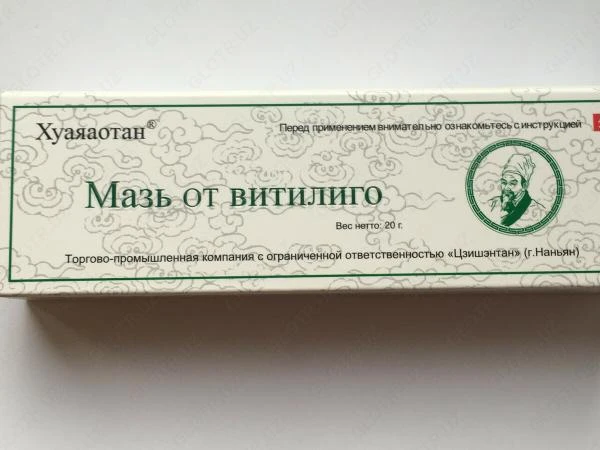 Хуаяаотан®
Перед применением внимательно ознакомьтесь с инструкцией
Мазь от витилиго
Вес нетто: 20 г.
Торгово-промышленная компания с ограниченной ответственностью «Цзишэнтан» (г.Наньян)